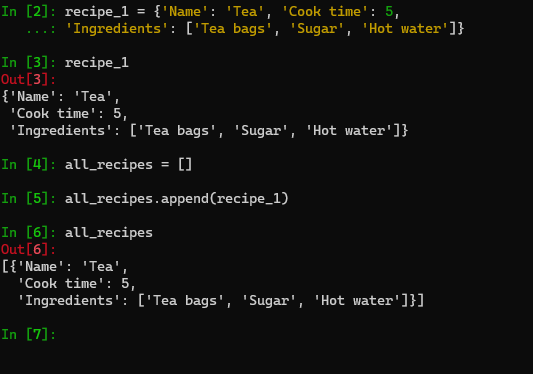 In [2]: recipe_1 = {'Name': 'Tea', 'Cook time': 5,
   ...: 'Ingredients': ['Tea bags', 'Sugar', 'Hot water']}
In [3]: recipe_1
Out[3]:
{'Name': 'Tea',
 'Cook time': 5,
 'Ingredients': ['Tea bags', 'Sugar', 'Hot water']}
In [4]: all_recipes = []
In [5]: all_recipes.append(recipe_1)
In [6]: all_recipes
Out[6]:
[{'Name': 'Tea',
  'Cook time': 5,
  'Ingredients': ['Tea bags', 'Sugar', 'Hot water']}]
In [7]: